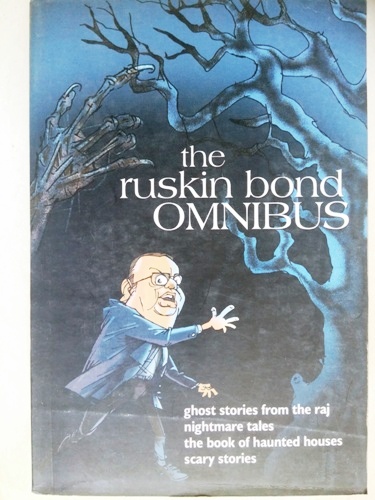 the
ruskin bond
OMNIBUS
ghost stories from the raj
nightmare tales
the book of haunted houses
scary stories